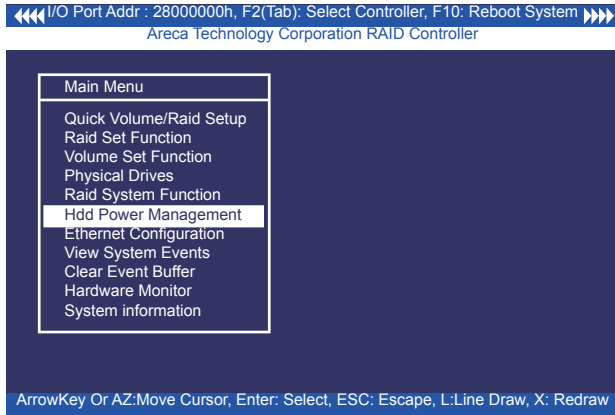 I/O Port Addr : 28000000h, F2(Tab): Select Controller, F10: Reboot System
Areca Technology Corporation RAID Controller
Main Menu
Quick Volume/Raid Setup
Raid Set Function
Volume Set Function
Physical Drives
Raid System Function
Hdd Power Management
Ethernet Configuration
View System Events
Clear Event Buffer
Hardware Monitor
System information
ArrowKey Or AZ:Move Cursor, Enter: Select, ESC: Escape, L:Line Draw, X: Redraw